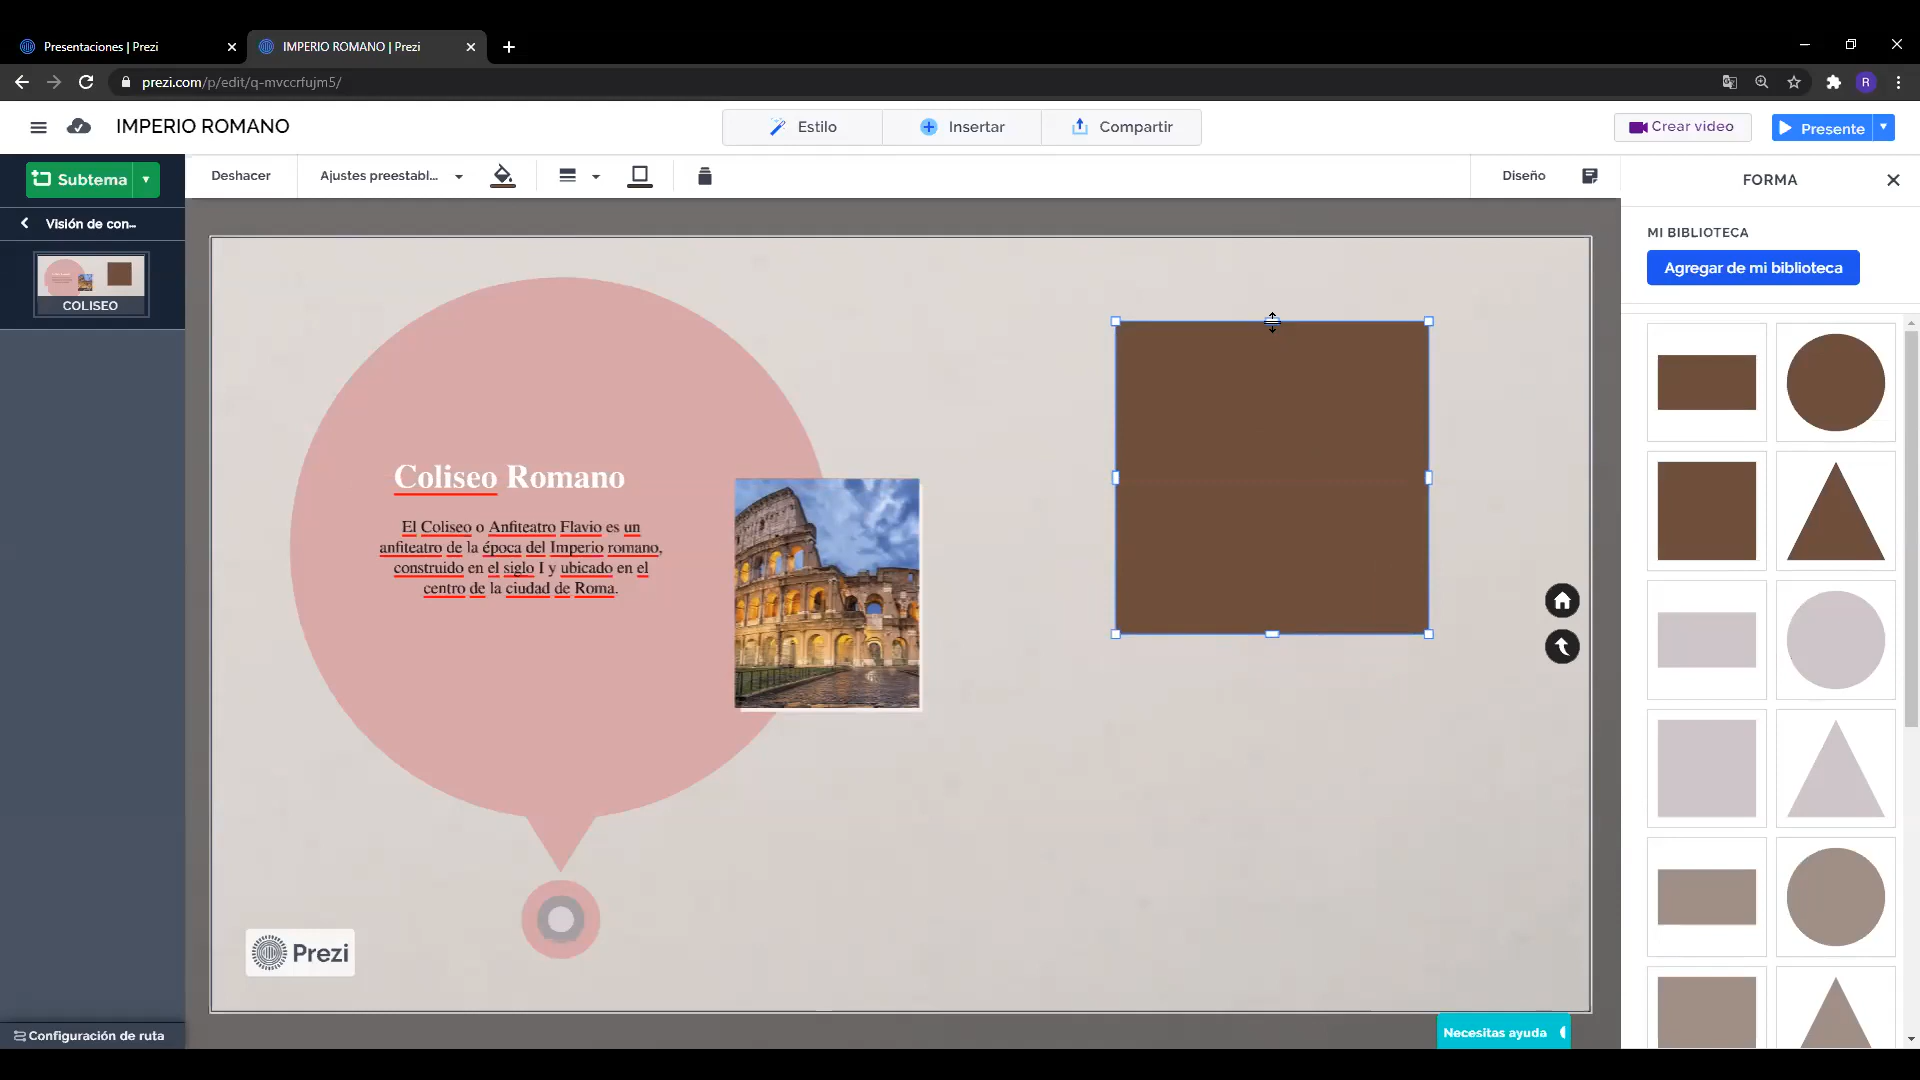 Presentaciones | Prezi
IMPERIO ROMANO | Prezi
prezi.com/p/edit/q-mvccrfujm5/
R
IMPERIO ROMANO
Estilo
Insertar
Compartir
Crear video
Presente
Subtema
Deshacer
Ajustes preestabl...
Diseño
FORMA
Visión de con...
COLISEO
MI BIBLIOTECA
Agregar de mi biblioteca
Coliseo Romano
El Coliseo o Anfiteatro Flavio es un
anfiteatro de la época del Imperio romano,
construido en el siglo I y ubicado en el
centro de la ciudad de Roma.
Prezi
Configuración de ruta
Necesitas ayuda